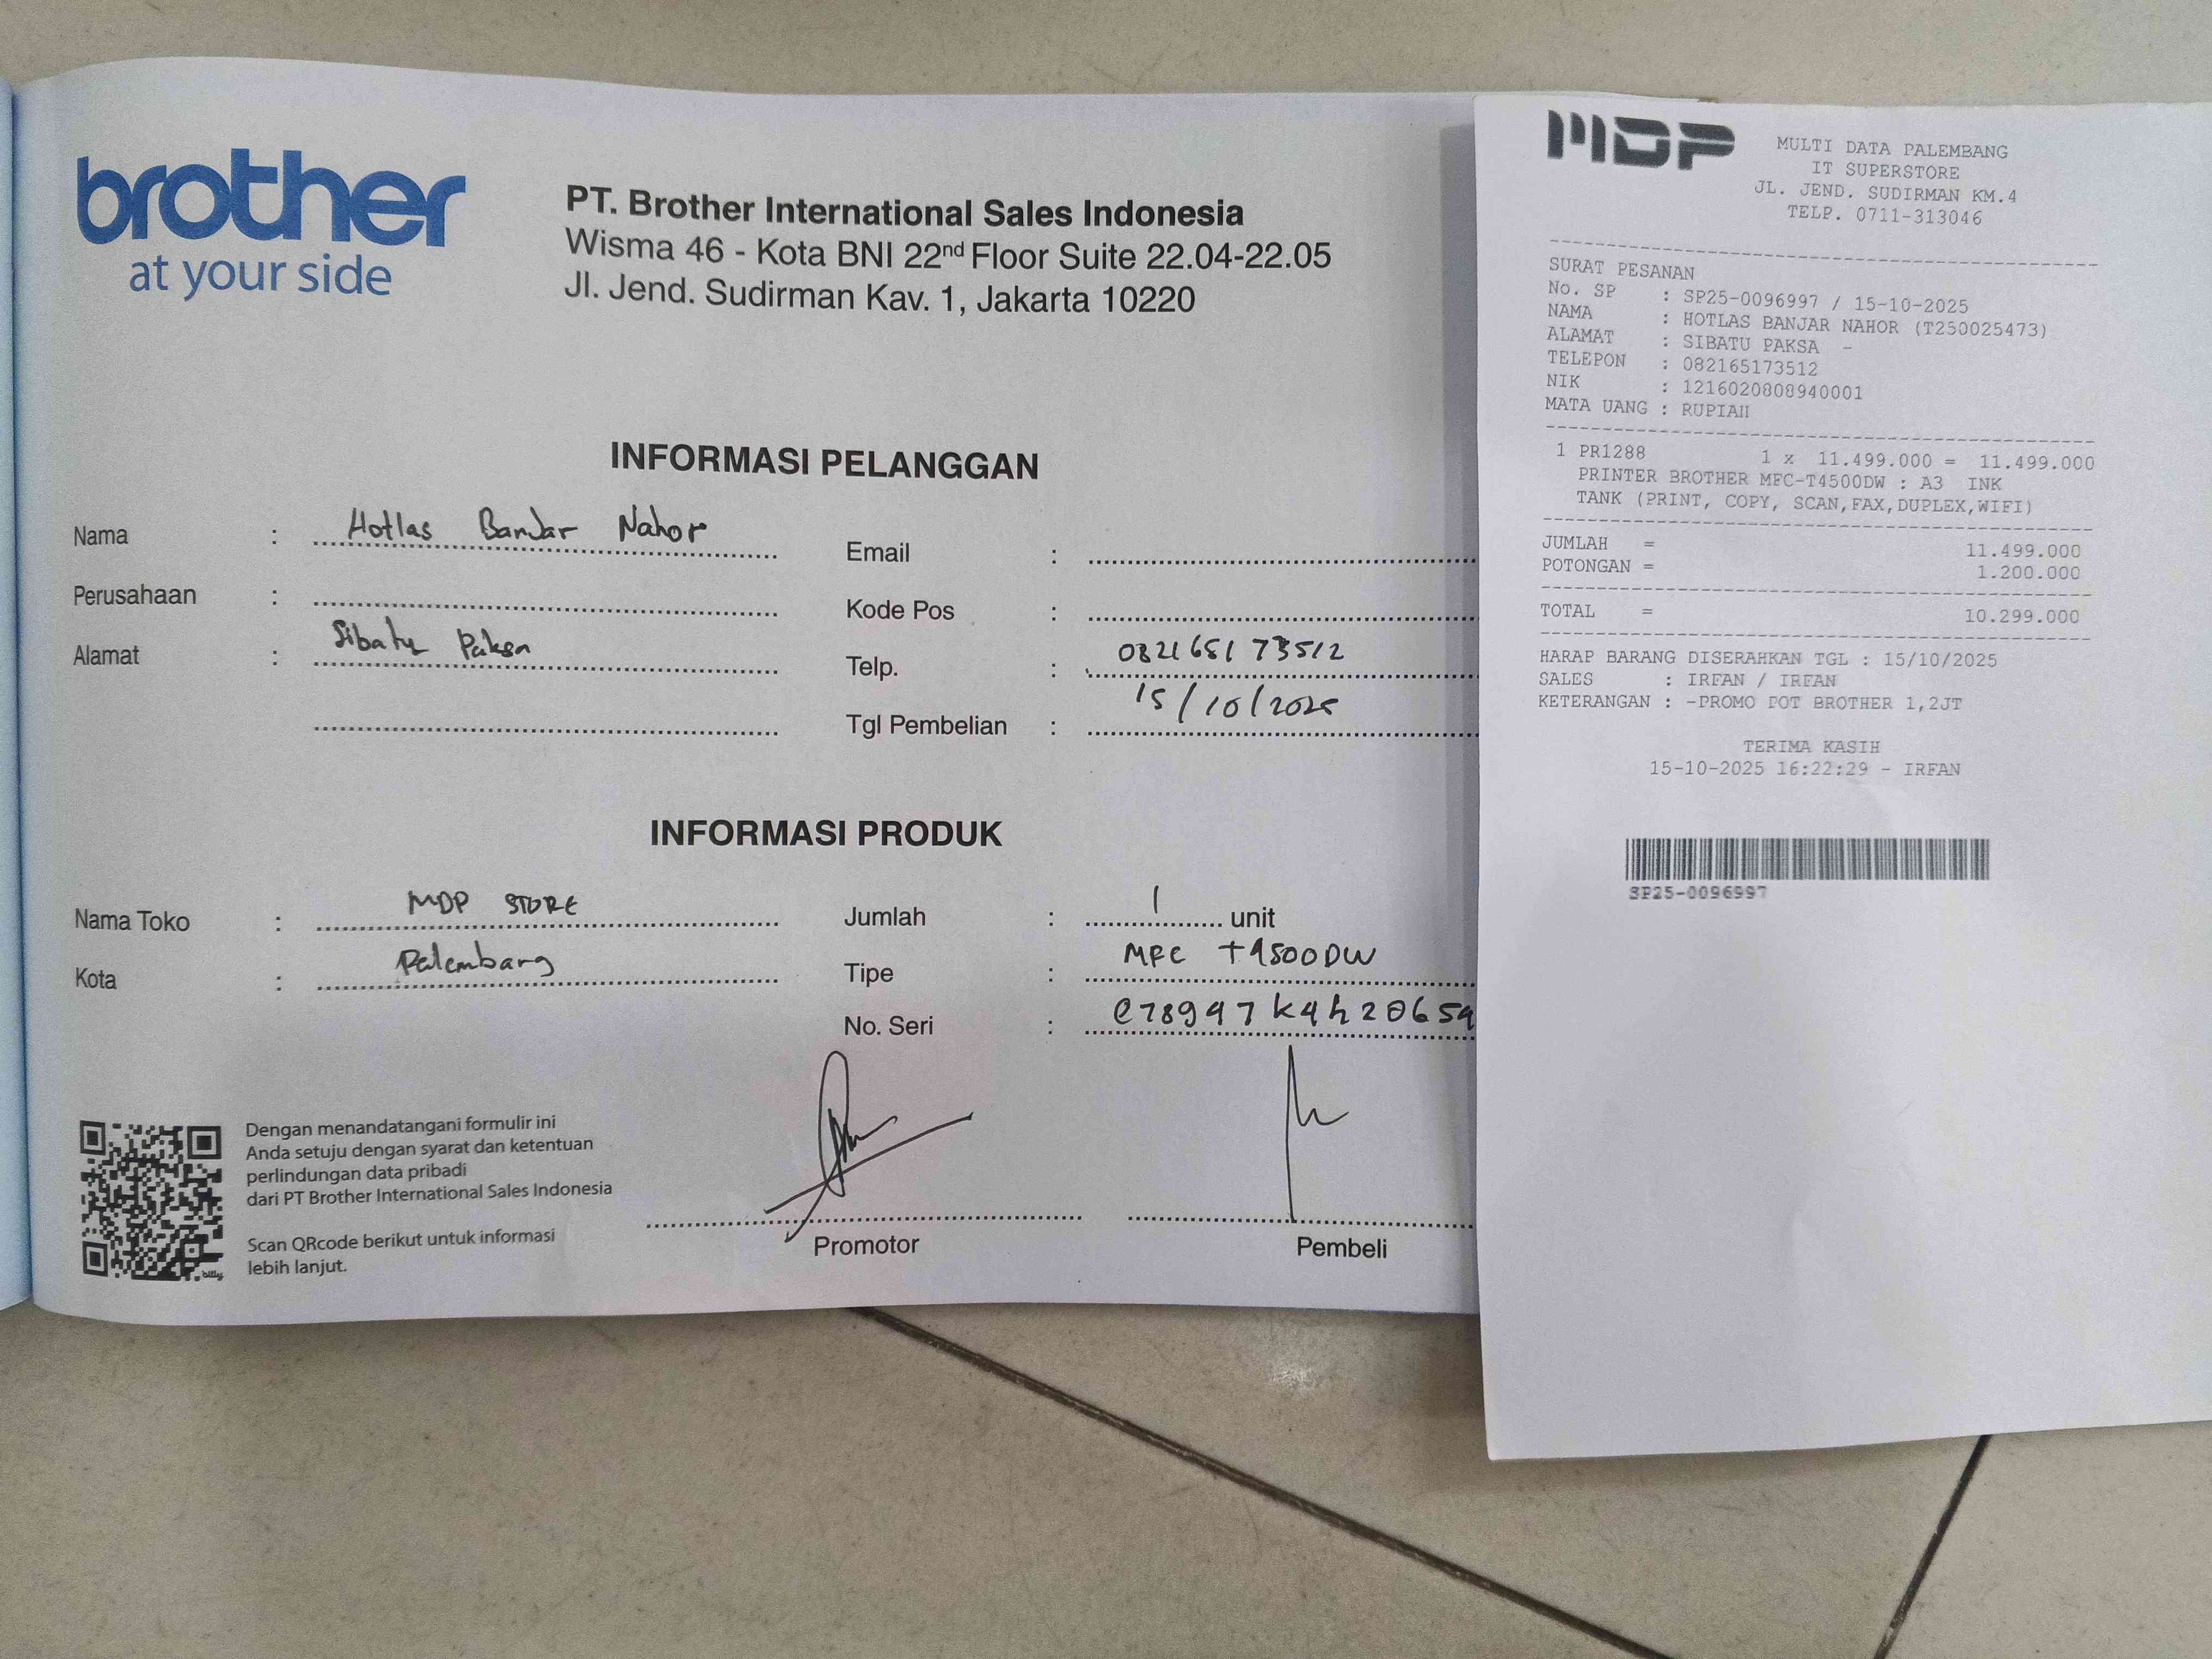 brother
at your side
PT. Brother International Sales Indonesia
Wisma 46 - Kota BNI 22nd Floor Suite 22.04-22.05
Jl. Jend. Sudirman Kav. 1, Jakarta 10220
INFORMASI PELANGGAN
Nama : Hotlas Banjar Nahor
Perusahaan :
Alamat : Sibatu Paksa
Email :
Kode Pos :
Telp. : 082165173512
Tgl Pembelian : 15/10/2025
INFORMASI PRODUK
Nama Toko : MDP STORE
Kota : Palembang
Jumlah : 1 unit
Tipe : MFC T4500DW
No. Seri :
Dengan menandatangani formulir ini
Anda setuju dengan syarat dan ketentuan
perlindungan data pribadi
dari PT Brother International Sales Indonesia
Scan QRcode berikut untuk informasi
lebih lanjut.
bitly
Promotor
Pembeli
MDP
MULTI DATA PALEMBANG
IT SUPERSTORE
JL. JEND. SUDIRMAN KM.4
TELP. 0711-313046
SURAT PESANAN
No. SP : SP25-0096997 / 15-10-2025
NAMA : HOTLAS BANJAR NAHOR (T250025473)
ALAMAT : SIBATU PAKSA -
TELEPON : 082165173512
NIK : 1216020808940001
MATA UANG : RUPIAH
1 PR1288 1 x 11.499.000 = 11.499.000
PRINTER BROTHER MFC-T4500DW : A3 INK
TANK (PRINT, COPY, SCAN,FAX,DUPLEX,WIFI)
JUMLAH = 11.499.000
POTONGAN = 1.200.000
TOTAL = 10.299.000
HARAP BARANG DISERAHKAN TGL : 15/10/2025
SALES : IRFAN / IRFAN
KETERANGAN : -PROMO POT BROTHER 1,2JT
TERIMA KASIH
15-10-2025 16:22:29 - IRFAN
SP25-0096997